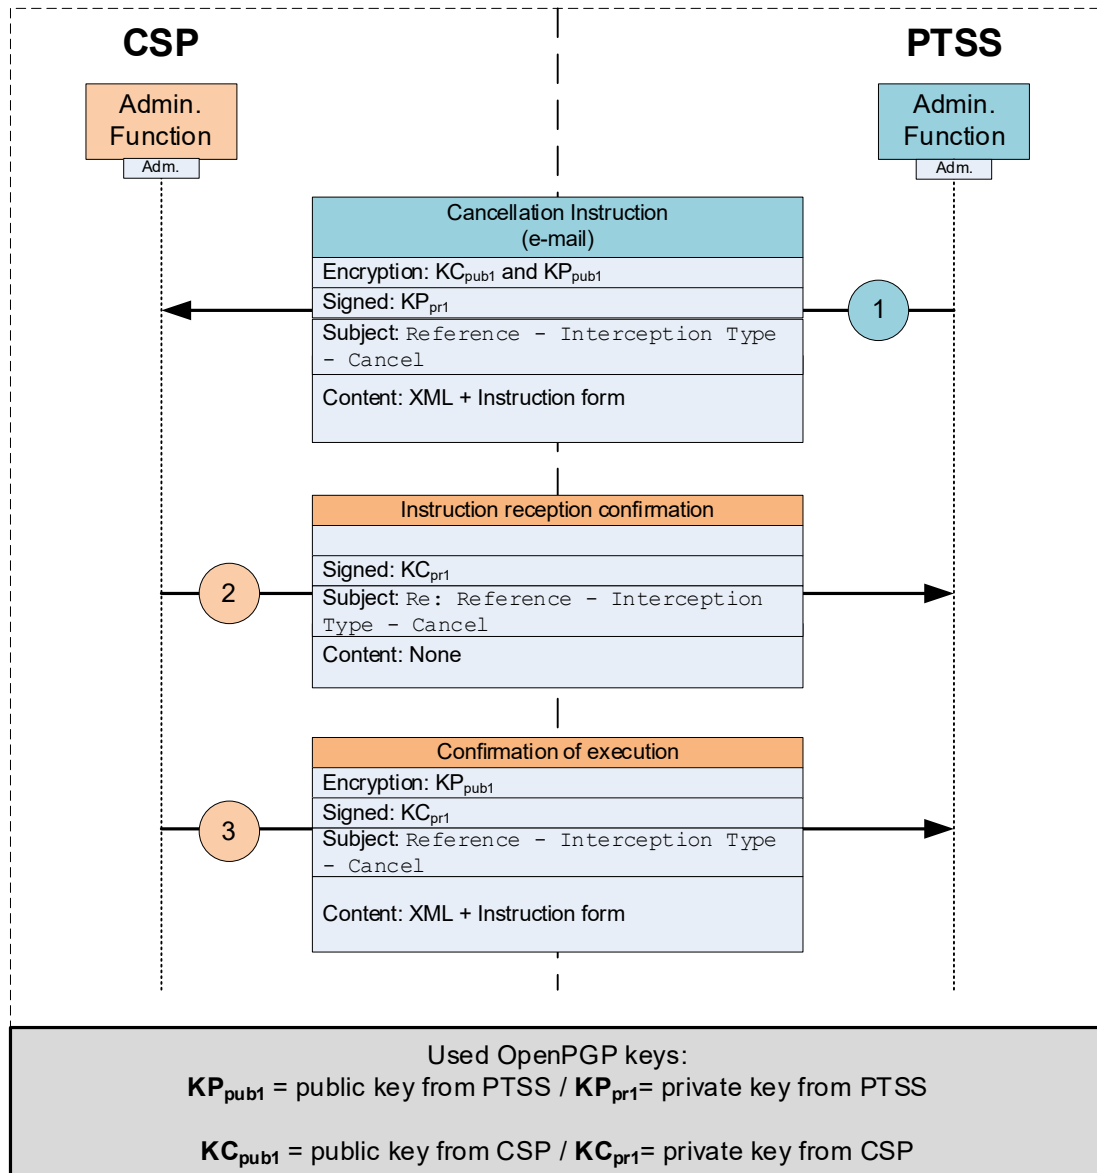 CSP
PTSS
Admin.
Function
Adm.
Admin.
Function
Adm.
Cancellation Instruction
(e-mail)
Encryption: KCpub1 and KPpub1
Signed: KPpr1
1
Subject: Reference - Interception Type
- Cancel
Content: XML + Instruction form
Instruction reception confirmation
Signed: KCpr1
2
Subject: Re: Reference - Interception
Type - Cancel
Content: None
Confirmation of execution
Encryption: KPpub1
Signed: KCpr1
3
Subject: Reference - Interception Type
- Cancel
Content: XML + Instruction form
Used OpenPGP keys:
KPpub1 = public key from PTSS / KPpr1= private key from PTSS
KCpub1 = public key from CSP / KCpr1= private key from CSP